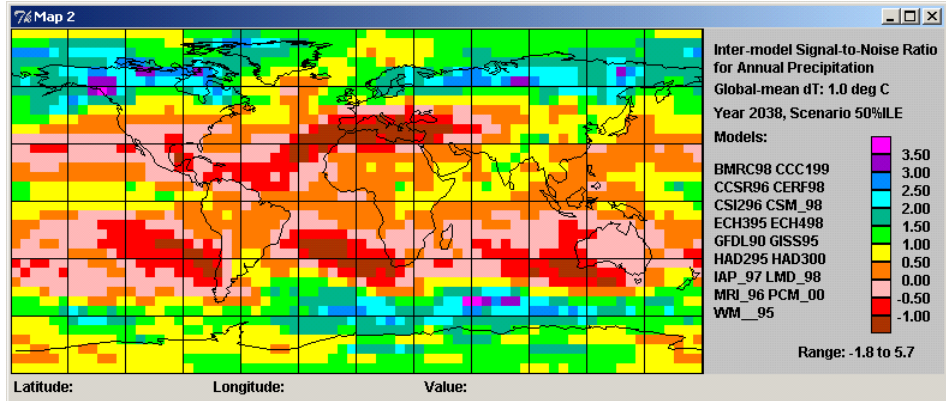 Map 2
Inter-model Signal-to-Noise Ratio
for Annual Precipitation
Global-mean dT: 1.0 deg C
Year 2038, Scenario 50%ILE
Models:
BMRC98 CCC199
CCSR96 CERF98
CSI296 CSM_98
ECH395 ECH498
GFDL90 GISS95
HAD295 HAD300
IAP_97 LMD_98
MRI_96 PCM_00
WM__95
3.50
3.00
2.50
2.00
1.50
1.00
0.50
0.00
-0.50
-1.00
Range: -1.8 to 5.7
Latitude: Longitude: Value: